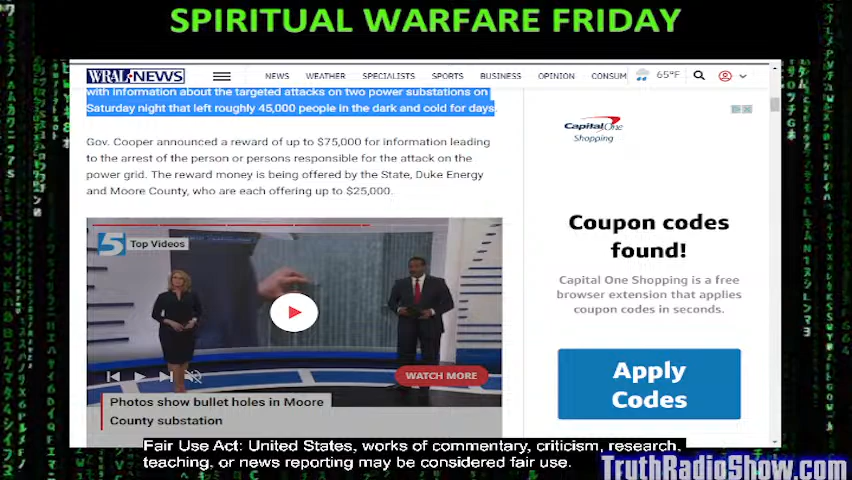 SPIRITUAL WARFARE FRIDAY
WRAL NEWS
NEWS WEATHER SPECIALISTS SPORTS BUSINESS OPINION CONSUM 65°F
with information about the targeted attacks on two power substations on
Saturday night that left roughly 45,000 people in the dark and cold for days.
Gov. Cooper announced a reward of up to $75,000 for information leading
to the arrest of the person or persons responsible for the attack on the
power grid. The reward money is being offered by the State, Duke Energy
and Moore County, who are each offering up to $25,000.
5 Top Videos
WATCH MORE
Photos show bullet holes in Moore
County substation
Capital One
Shopping
Coupon codes
found!
Capital One Shopping is a free
browser extension that applies
coupon codes in seconds.
Apply
Codes
Fair Use Act: United States, works of commentary, criticism, research,
teaching, or news reporting may be considered fair use.
TruthRadioShow.com